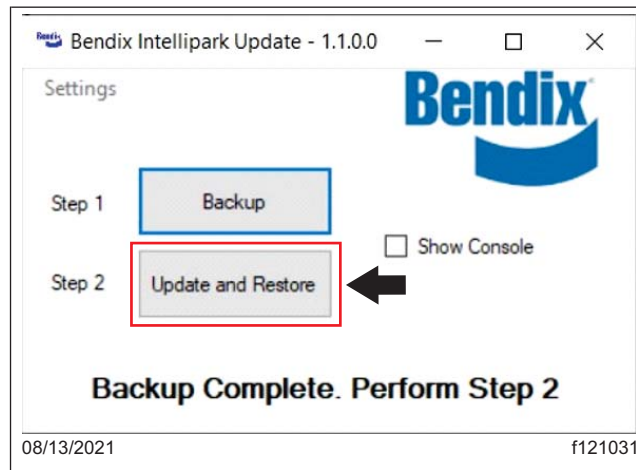 Bendix Bendix Intellipark Update - 1.1.0.0
Settings
Bendix
Step 1 Backup
Show Console
Step 2 Update and Restore
Backup Complete. Perform Step 2
08/13/2021 f121031